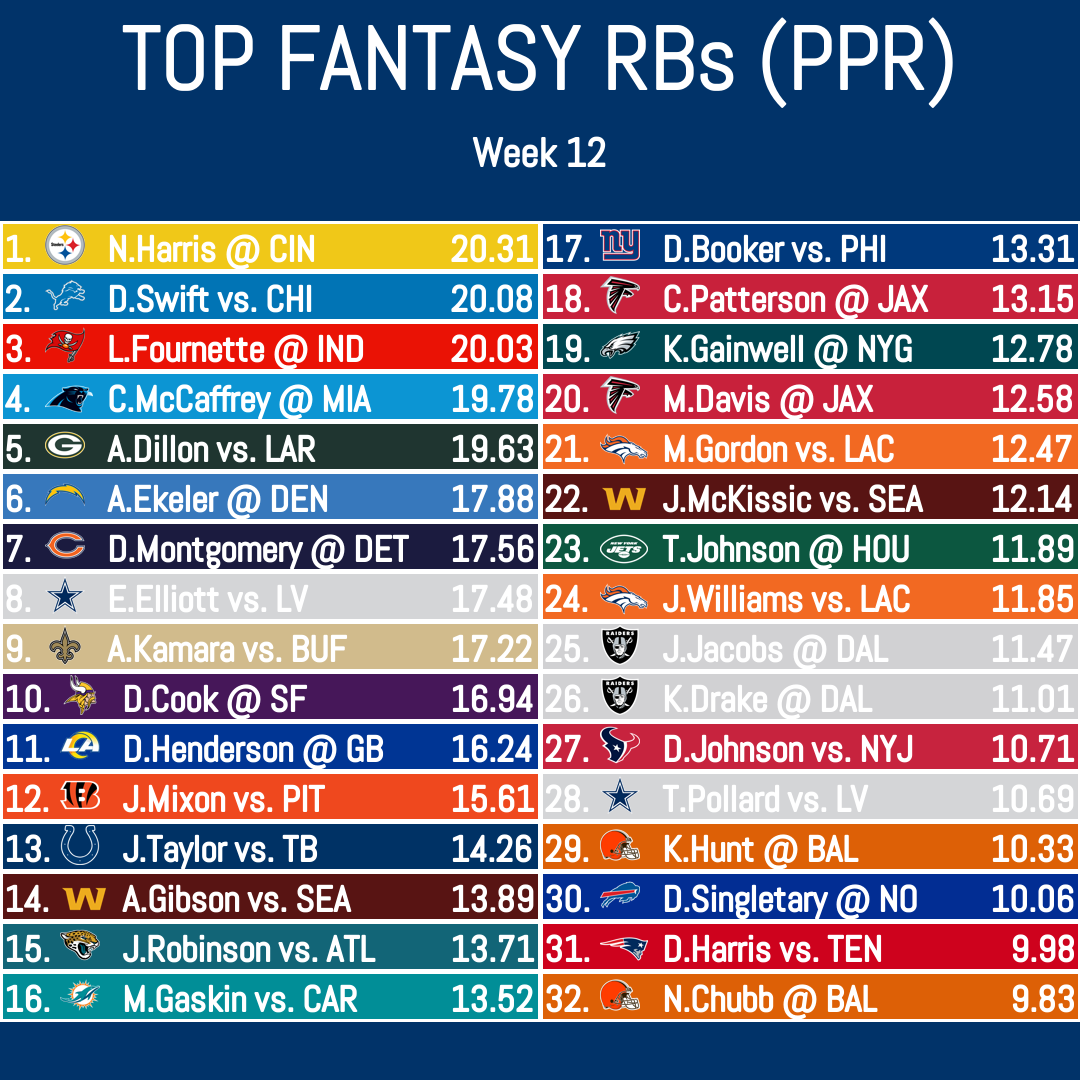 TOP FANTASY RBs (PPR)
Week 12
1. Steelers N.Harris @ CIN 20.31
2. D.Swift vs. CHI 20.08
3. L.Fournette @ IND 20.03
4. C.McCaffrey @ MIA 19.78
5. G A.Dillon vs. LAR 19.63
6. A.Ekeler @ DEN 17.88
7. C D.Montgomery @ DET 17.56
8. E.Elliott vs. LV 17.48
9. A.Kamara vs. BUF 17.22
10. D.Cook @ SF 16.94
11. LA D.Henderson @ GB 16.24
12. J.Mixon vs. PIT 15.61
13. J.Taylor vs. TB 14.26
14. W A.Gibson vs. SEA 13.89
15. J.Robinson vs. ATL 13.71
16. M.Gaskin vs. CAR 13.52
17. ny D.Booker vs. PHI 13.31
18. C.Patterson @ JAX 13.15
19. K.Gainwell @ NYG 12.78
20. M.Davis @ JAX 12.58
21. M.Gordon vs. LAC 12.47
22. W J.McKissic vs. SEA 12.14
23. NEW YORK JETS T.Johnson @ HOU 11.89
24. J.Williams vs. LAC 11.85
25. RAIDERS J.Jacobs @ DAL 11.47
26. RAIDERS K.Drake @ DAL 11.01
27. D.Johnson vs. NYJ 10.71
28. T.Pollard vs. LV 10.69
29. K.Hunt @ BAL 10.33
30. D.Singletary @ NO 10.06
31. D.Harris vs. TEN 9.98
32. N.Chubb @ BAL 9.83